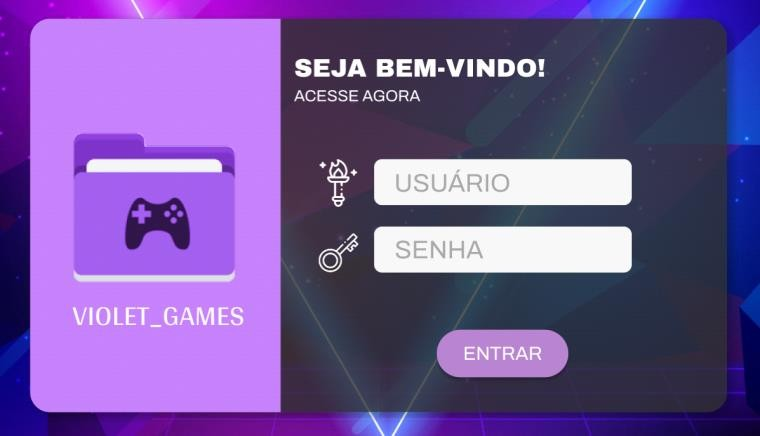 SEJA BEM-VINDO!
ACESSE AGORA
USUÁRIO
SENHA
ENTRAR
VIOLET_GAMES